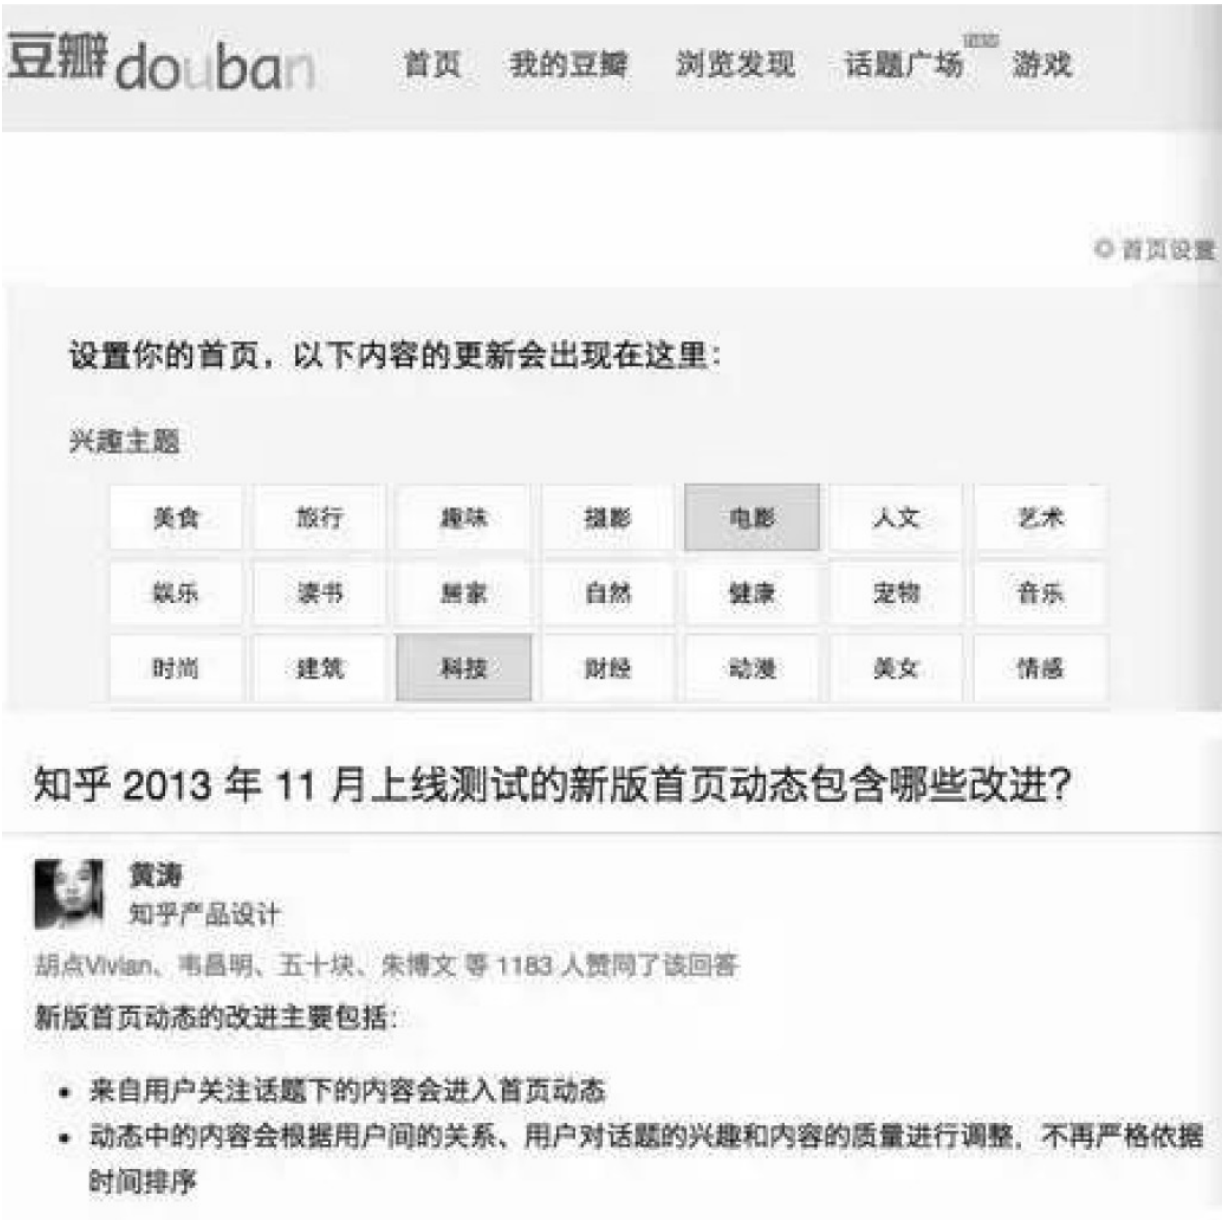 豆瓣douban 首页 我的豆瓣 浏览发现 话题广场 游戏
首页设置
设置你的首页，以下内容的更新会出现在这里：
兴趣主题
美食 旅行 趣味 摄影 电影 人文 艺术
娱乐 读书 居家 自然 健康 宠物 音乐
时尚 建筑 科技 财经 动漫 美女 情感
知乎 2013 年 11 月上线测试的新版首页动态包含哪些改进？
黄涛
知乎产品设计
胡点Vivian、韦昌明、五十块、朱博文 等 1183 人赞同了该回答
新版首页动态的改进主要包括：
• 来自用户关注话题下的内容会进入首页动态
• 动态中的内容会根据用户间的关系、用户对话题的兴趣和内容的质量进行调整，不再严格依据
时间排序